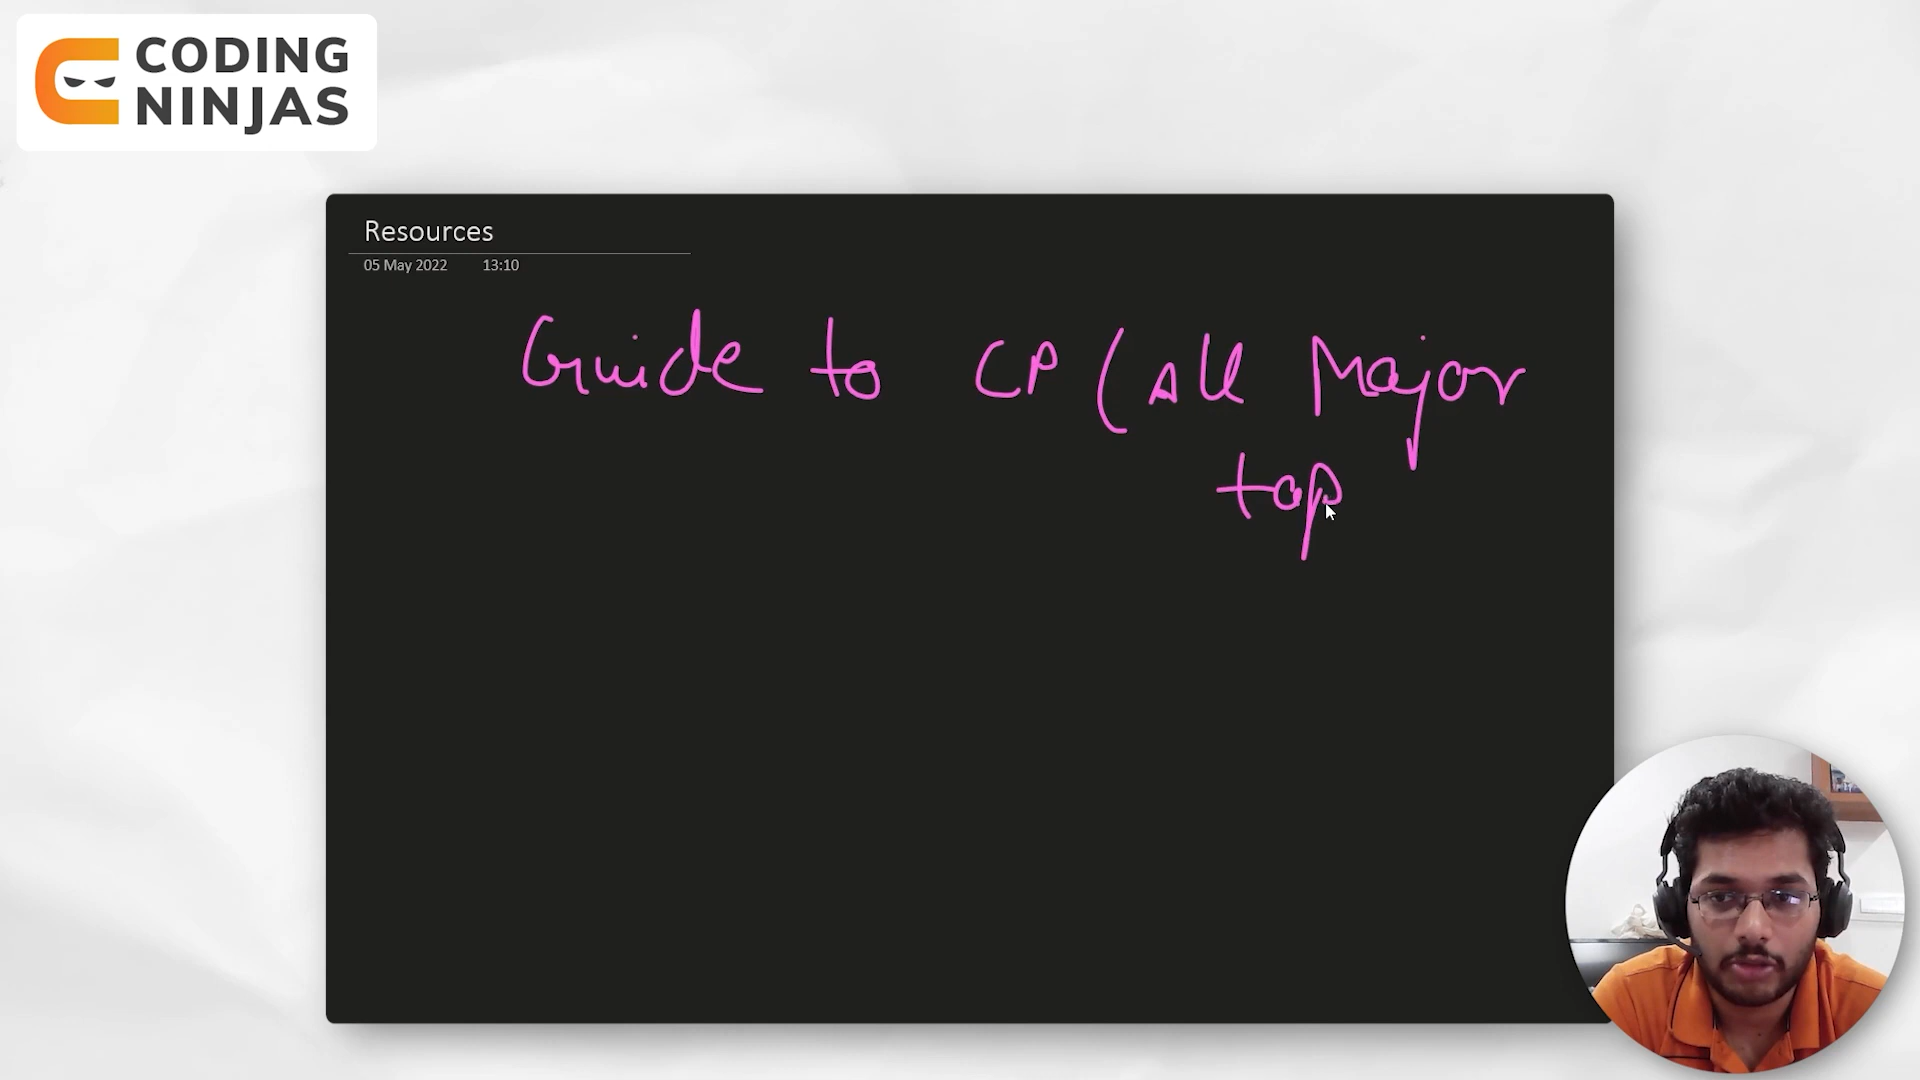 CODING
NINJAS
Resources
05 May 2022 13:10
Guide to CP (All Major
top